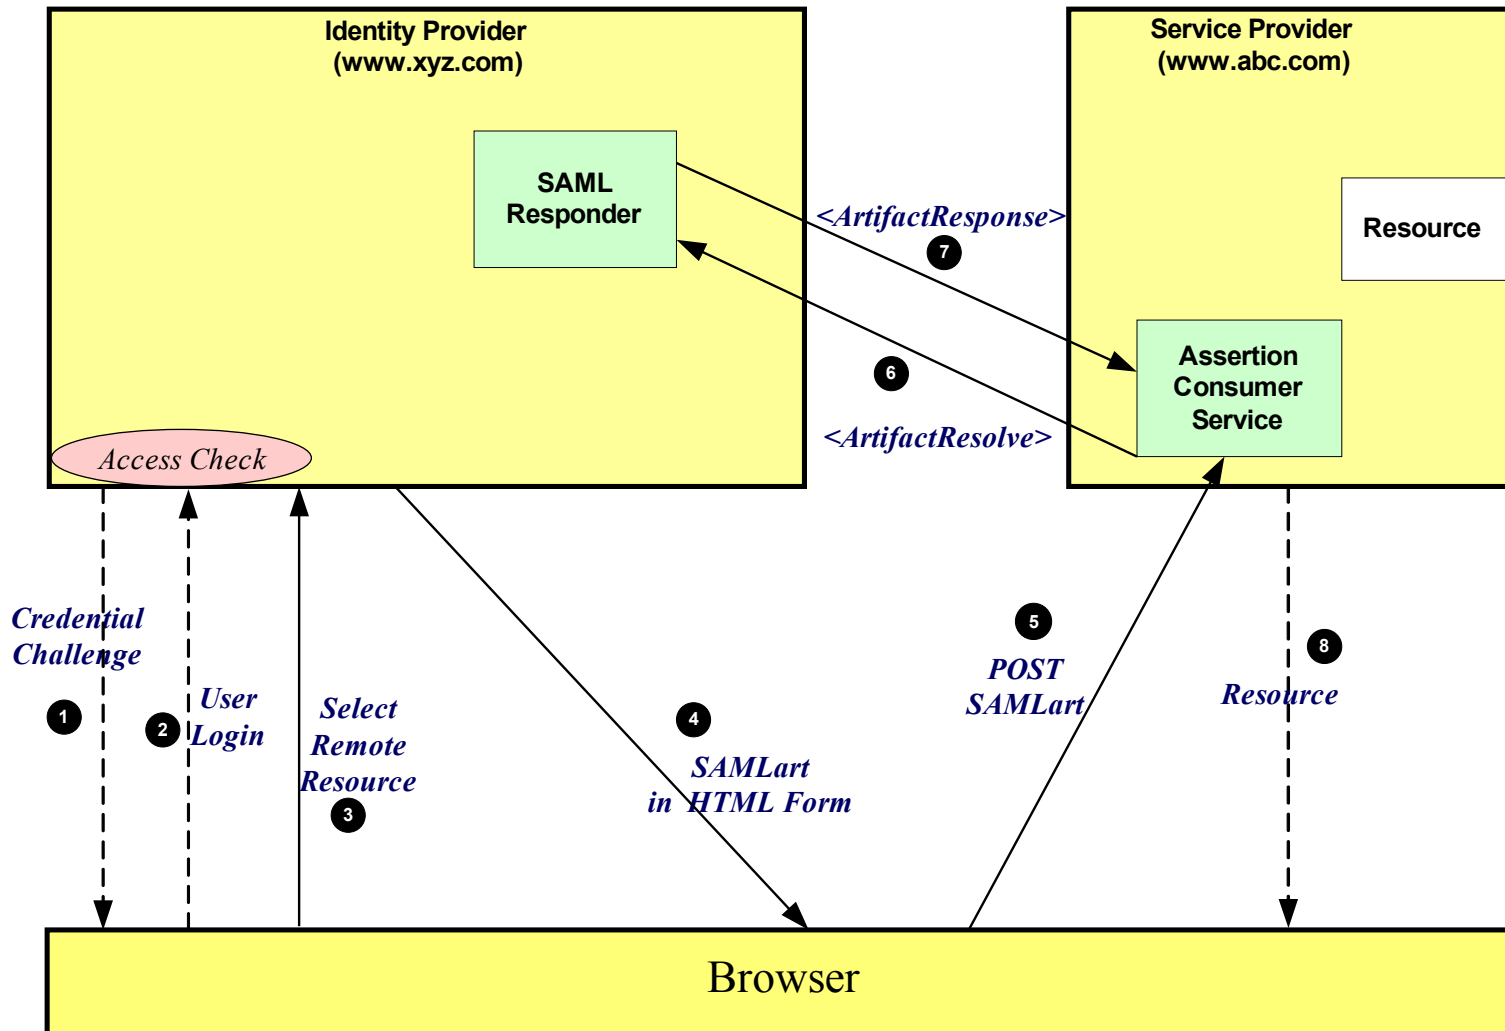 Identity Provider
(www.xyz.com)
Service Provider
(www.abc.com)
SAML
Responder
<ArtifactResponse>
7
Resource
Assertion
Consumer
Service
6
<ArtifactResolve>
Access Check
Credential
Challenge
1
User
Login
2
Select
Remote
Resource
3
4
SAMLart
in HTML Form
5
POST
SAMLart
8
Resource
Browser